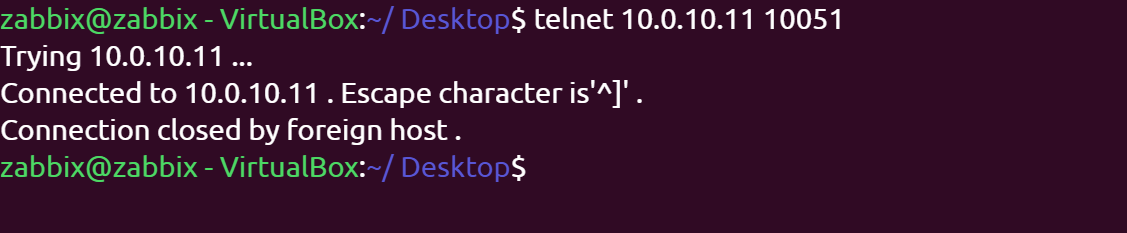 zabbix@zabbix - VirtualBox:~/ Desktop$ telnet 10.0.10.11 10051
Trying 10.0.10.11 ...
Connected to 10.0.10.11 . Escape character is'^]' .
Connection closed by foreign host .
zabbix@zabbix - VirtualBox:~/ Desktop$